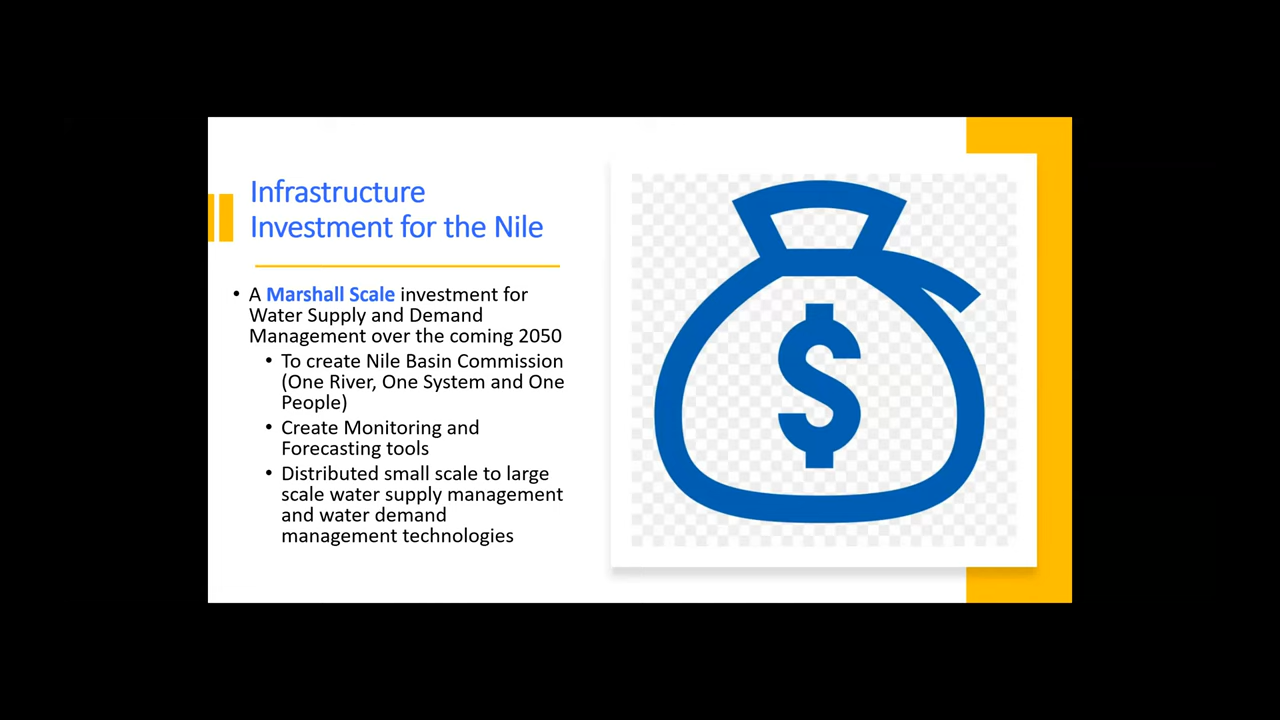 Infrastructure
Investment for the Nile
• A Marshall Scale investment for
Water Supply and Demand
Management over the coming 2050
• To create Nile Basin Commission
(One River, One System and One
People)
• Create Monitoring and
Forecasting tools
• Distributed small scale to large
scale water supply management
and water demand
management technologies
$